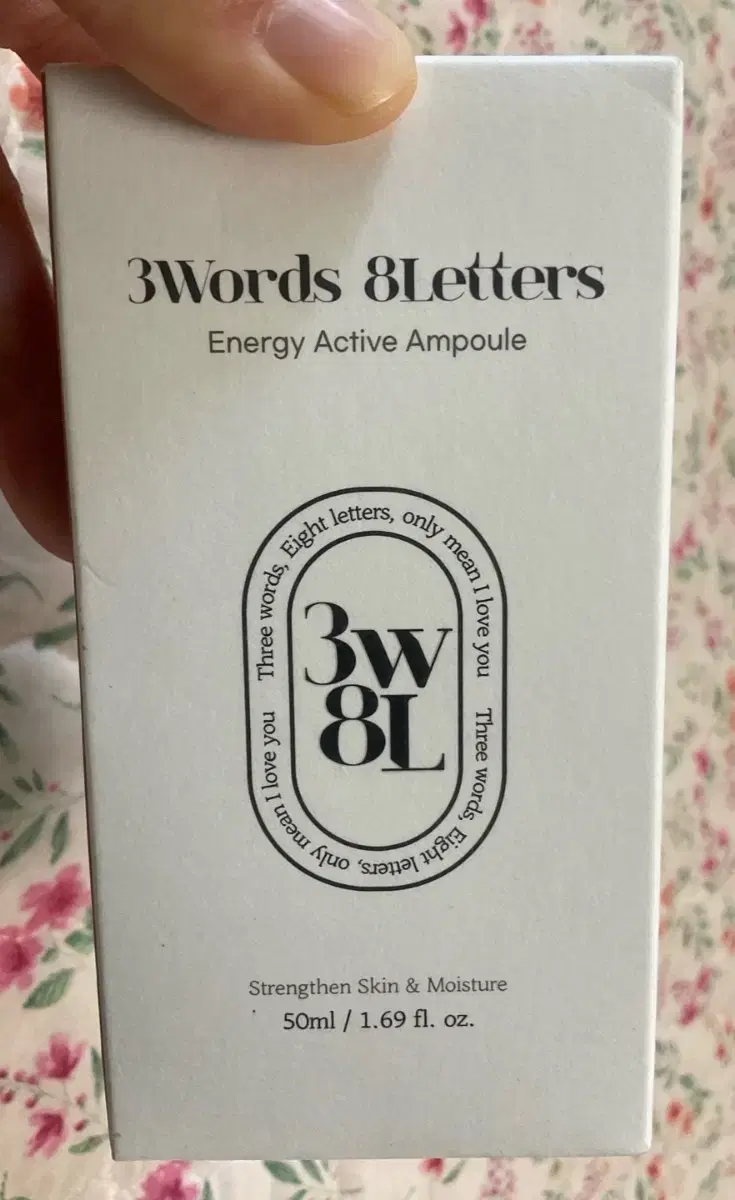 3Words 8Letters
Energy Active Ampoule
Three words, Eight letters, only mean I love you
Three words, Eight letters, only mean I love you
3W
8L
Strengthen Skin & Moisture
50ml / 1.69 fl. oz.